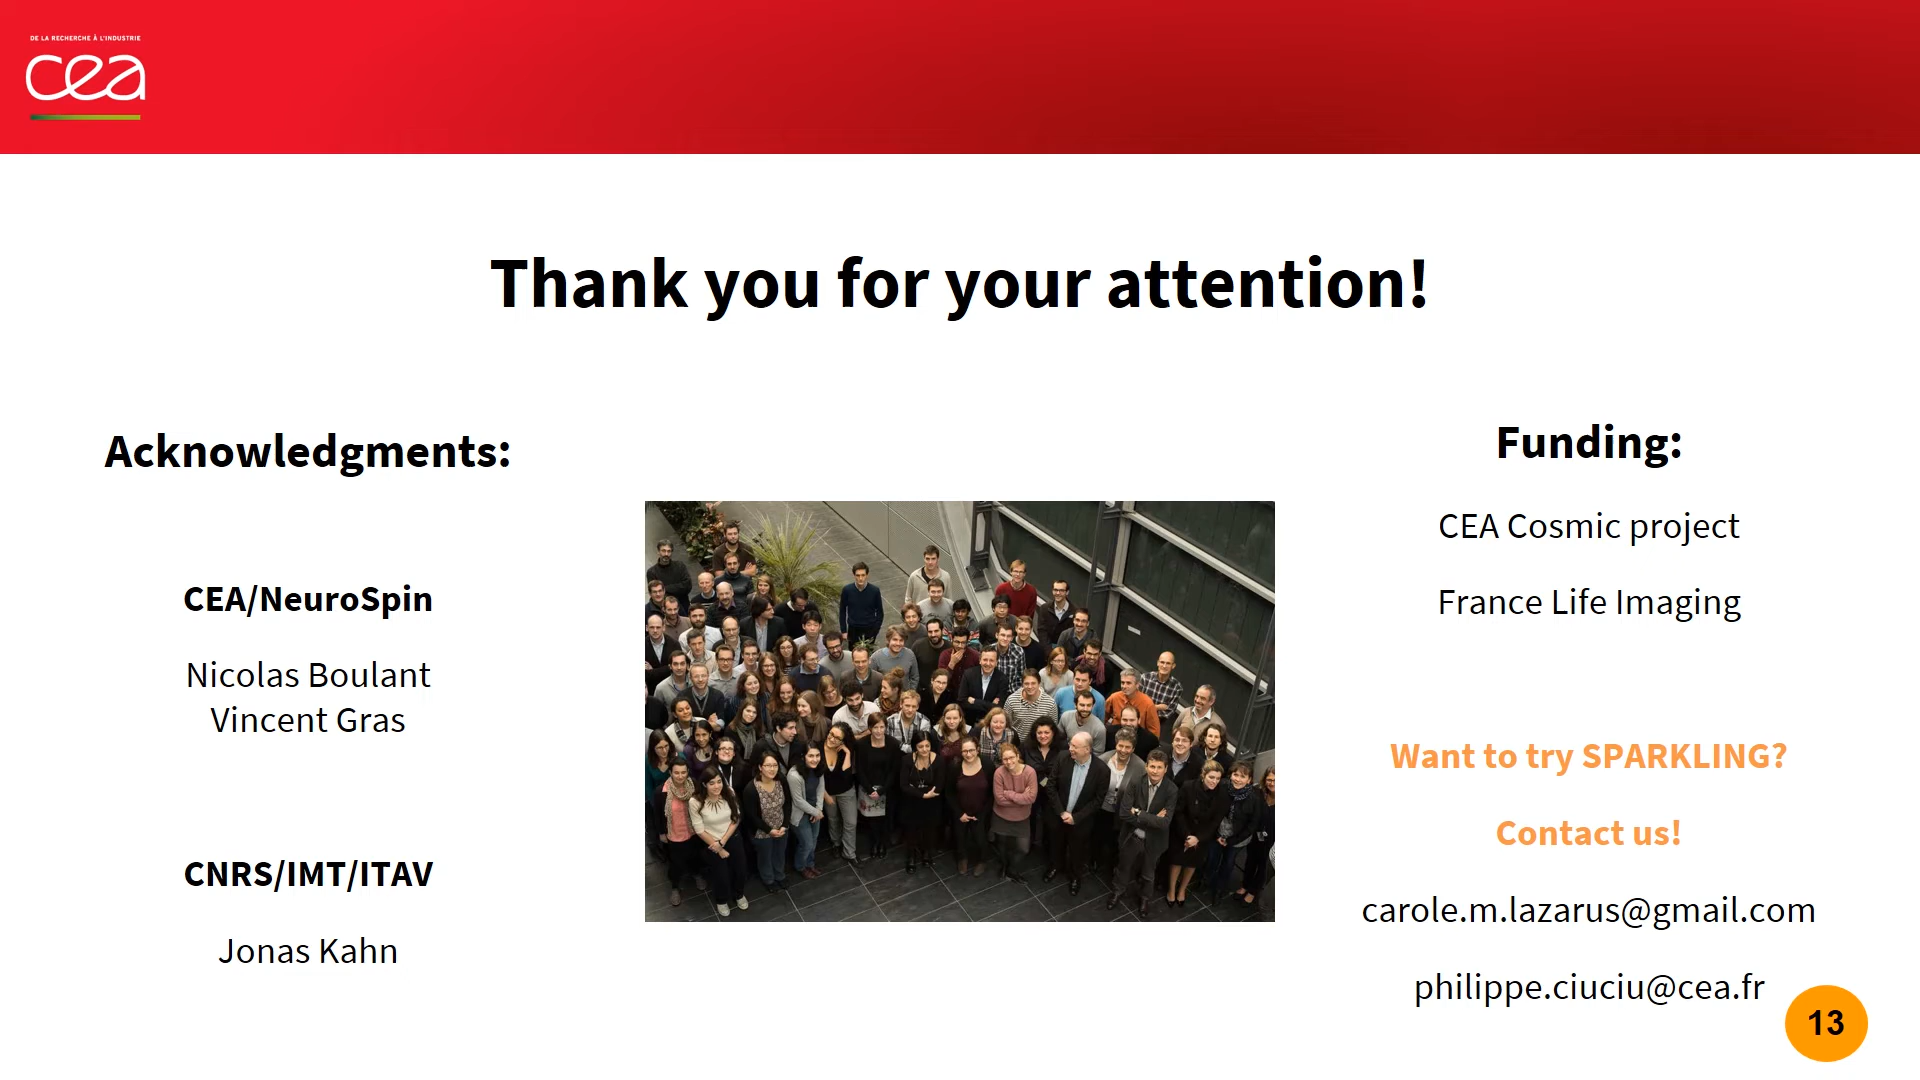 DE LA RECHERCHE À L'INDUSTRIE
cea
Thank you for your attention!
Acknowledgments:
CEA/NeuroSpin
Nicolas Boulant
Vincent Gras
CNRS/IMT/ITAV
Jonas Kahn
Funding:
CEA Cosmic project
France Life Imaging
Want to try SPARKLING?
Contact us!
carole.m.lazarus@gmail.com
philippe.ciuciu@cea.fr
13